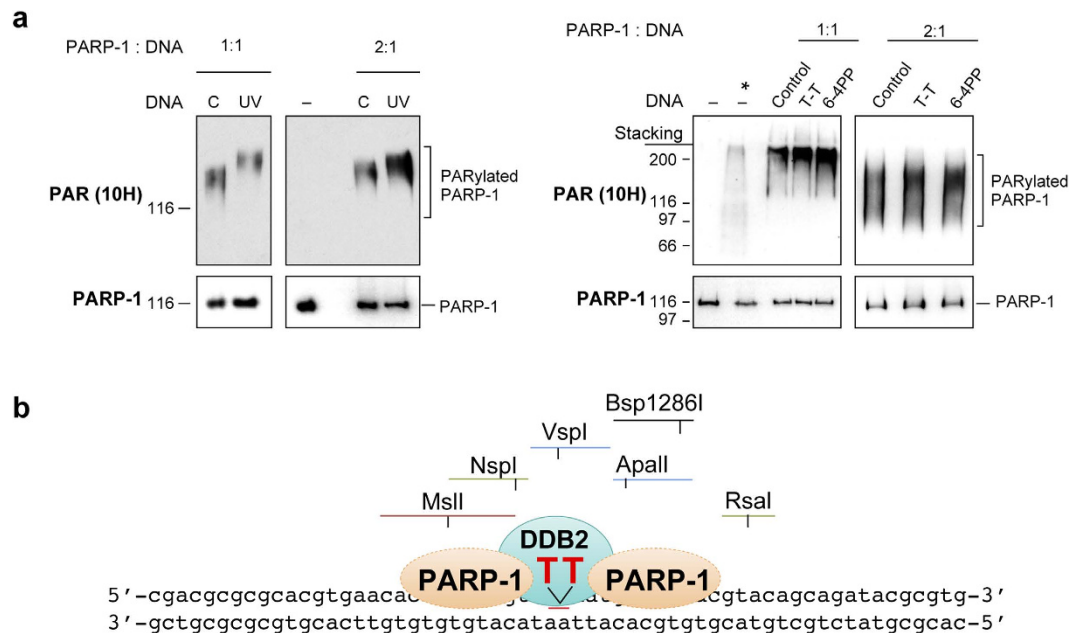 a
PARP-1 : DNA
1:1
2:1
DNA
C
UV
–
C
UV
PAR (10H)
116
PARylated
PARP-1
PARP-1
116
PARP-1
PARP-1 : DNA
1:1
2:1
DNA
–
*
–
Control
T-T
6-4PP
Control
T-T
6-4PP
Stacking
200
PAR (10H)
116
97
66
PARylated
PARP-1
PARP-1
116
97
PARP-1
b
Bsp1286I
VspI
NspI
ApalI
MslI
RsaI
DDB2
TT
PARP-1
PARP-1
5’-cgacgcgcgcacgtgaacac acgtacagcagatacgcgtg-3’
3’-gctgcgcgcgtgcacttgtgtgtgtacataattacacgtgtgcatgtcgtctatgcgcac-5’